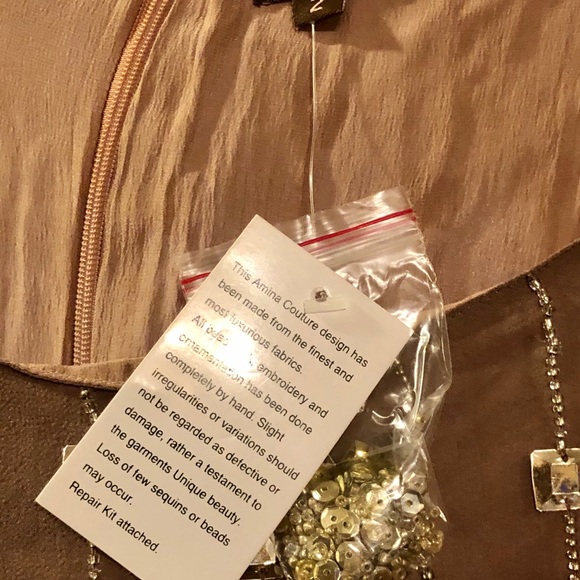 This Amina Couture design has
been made from the finest and
most luxurious fabrics.
All embroidery and
ornamentation has been done
completely by hand. Slight
irregularities or variations should
not be regarded as defective or
damage, rather a testament to
the garments Unique beauty.
Loss of few sequins or beads
may occur.
Repair Kit attached.